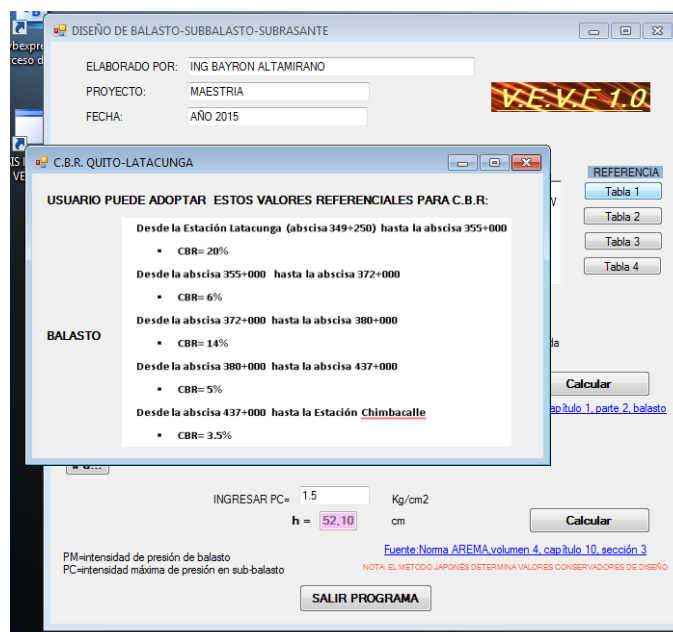 DISEÑO DE BALASTO-SUBBALASTO-SUBRASANTE
ELABORADO POR: ING BAYRON ALTAMIRANO
PROYECTO: MAESTRIA
FECHA: AÑO 2015
V.E.V.F 1.0
C.B.R. QUITO-LATACUNGA
USUARIO PUEDE ADOPTAR ESTOS VALORES REFERENCIALES PARA C.B.R:
Desde la Estación Latacunga (abscisa 349+250) hasta la abscisa 355+000
▪ CBR= 20%
Desde la abscisa 355+000 hasta la abscisa 372+000
▪ CBR= 6%
Desde la abscisa 372+000 hasta la abscisa 380+000
BALASTO
▪ CBR= 14%
Desde la abscisa 380+000 hasta la abscisa 437+000
▪ CBR= 5%
Desde la abscisa 437+000 hasta la Estación Chimbacalle
▪ CBR= 3.5%
REFERENCIA
Tabla 1
Tabla 2
Tabla 3
Tabla 4
Calcular
capítulo 1, parte 2, balasto
INGRESAR PC= 1.5 Kg/cm2
h = 52,10 cm
Calcular
Fuente:Norma AREMA,volumen 4, capítulo 10, sección 3
PM=intensidad de presión de balasto
PC=intensidad máxima de presión en sub-balasto
NOTA: EL METODO JAPONÉS DETERMINA VALORES CONSERVADORES DE DISEÑO
SALIR PROGRAMA